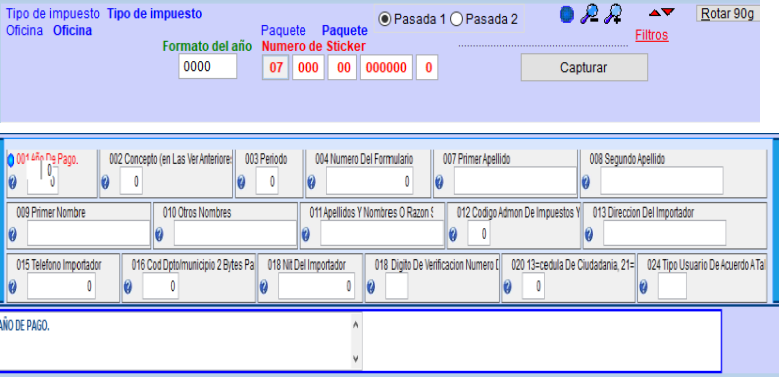 Tipo de impuesto Tipo de impuesto Pasada 1 Pasada 2 Rotar 90g
Oficina Oficina Paquete Paquete Filtros
Formato del año Numero de Sticker
0000 07 000 00 000000 0 Capturar
001 Año De Pago. 002 Concepto (en Las Ver Anteriores 003 Periodo 004 Numero Del Formulario 007 Primer Apellido 008 Segundo Apellido
0 0 0 0
009 Primer Nombre 010 Otros Nombres 011 Apellidos Y Nombres O Razon S 012 Codigo Admon De Impuestos Y 013 Direccion Del Importador
0
015 Telefono Importador 016 Cod Dpto/municipio 2 Bytes Pa 018 Nit Del Importador 018 Digito De Verificacion Numero D 020 13=cedula De Ciudadania, 21= 024 Tipo Usuario De Acuerdo A Ta
0 0 0 0
AÑO DE PAGO.